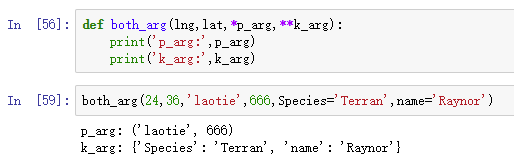 In [56]: def both_arg(lng,lat,*p_arg,**k_arg):
    print('p_arg:',p_arg)
    print('k_arg:',k_arg)
In [59]: both_arg(24,36,'laotie',666,Species='Terran',name='Raynor')
p_arg: ('laotie', 666)
k_arg: {'Species': 'Terran', 'name': 'Raynor'}